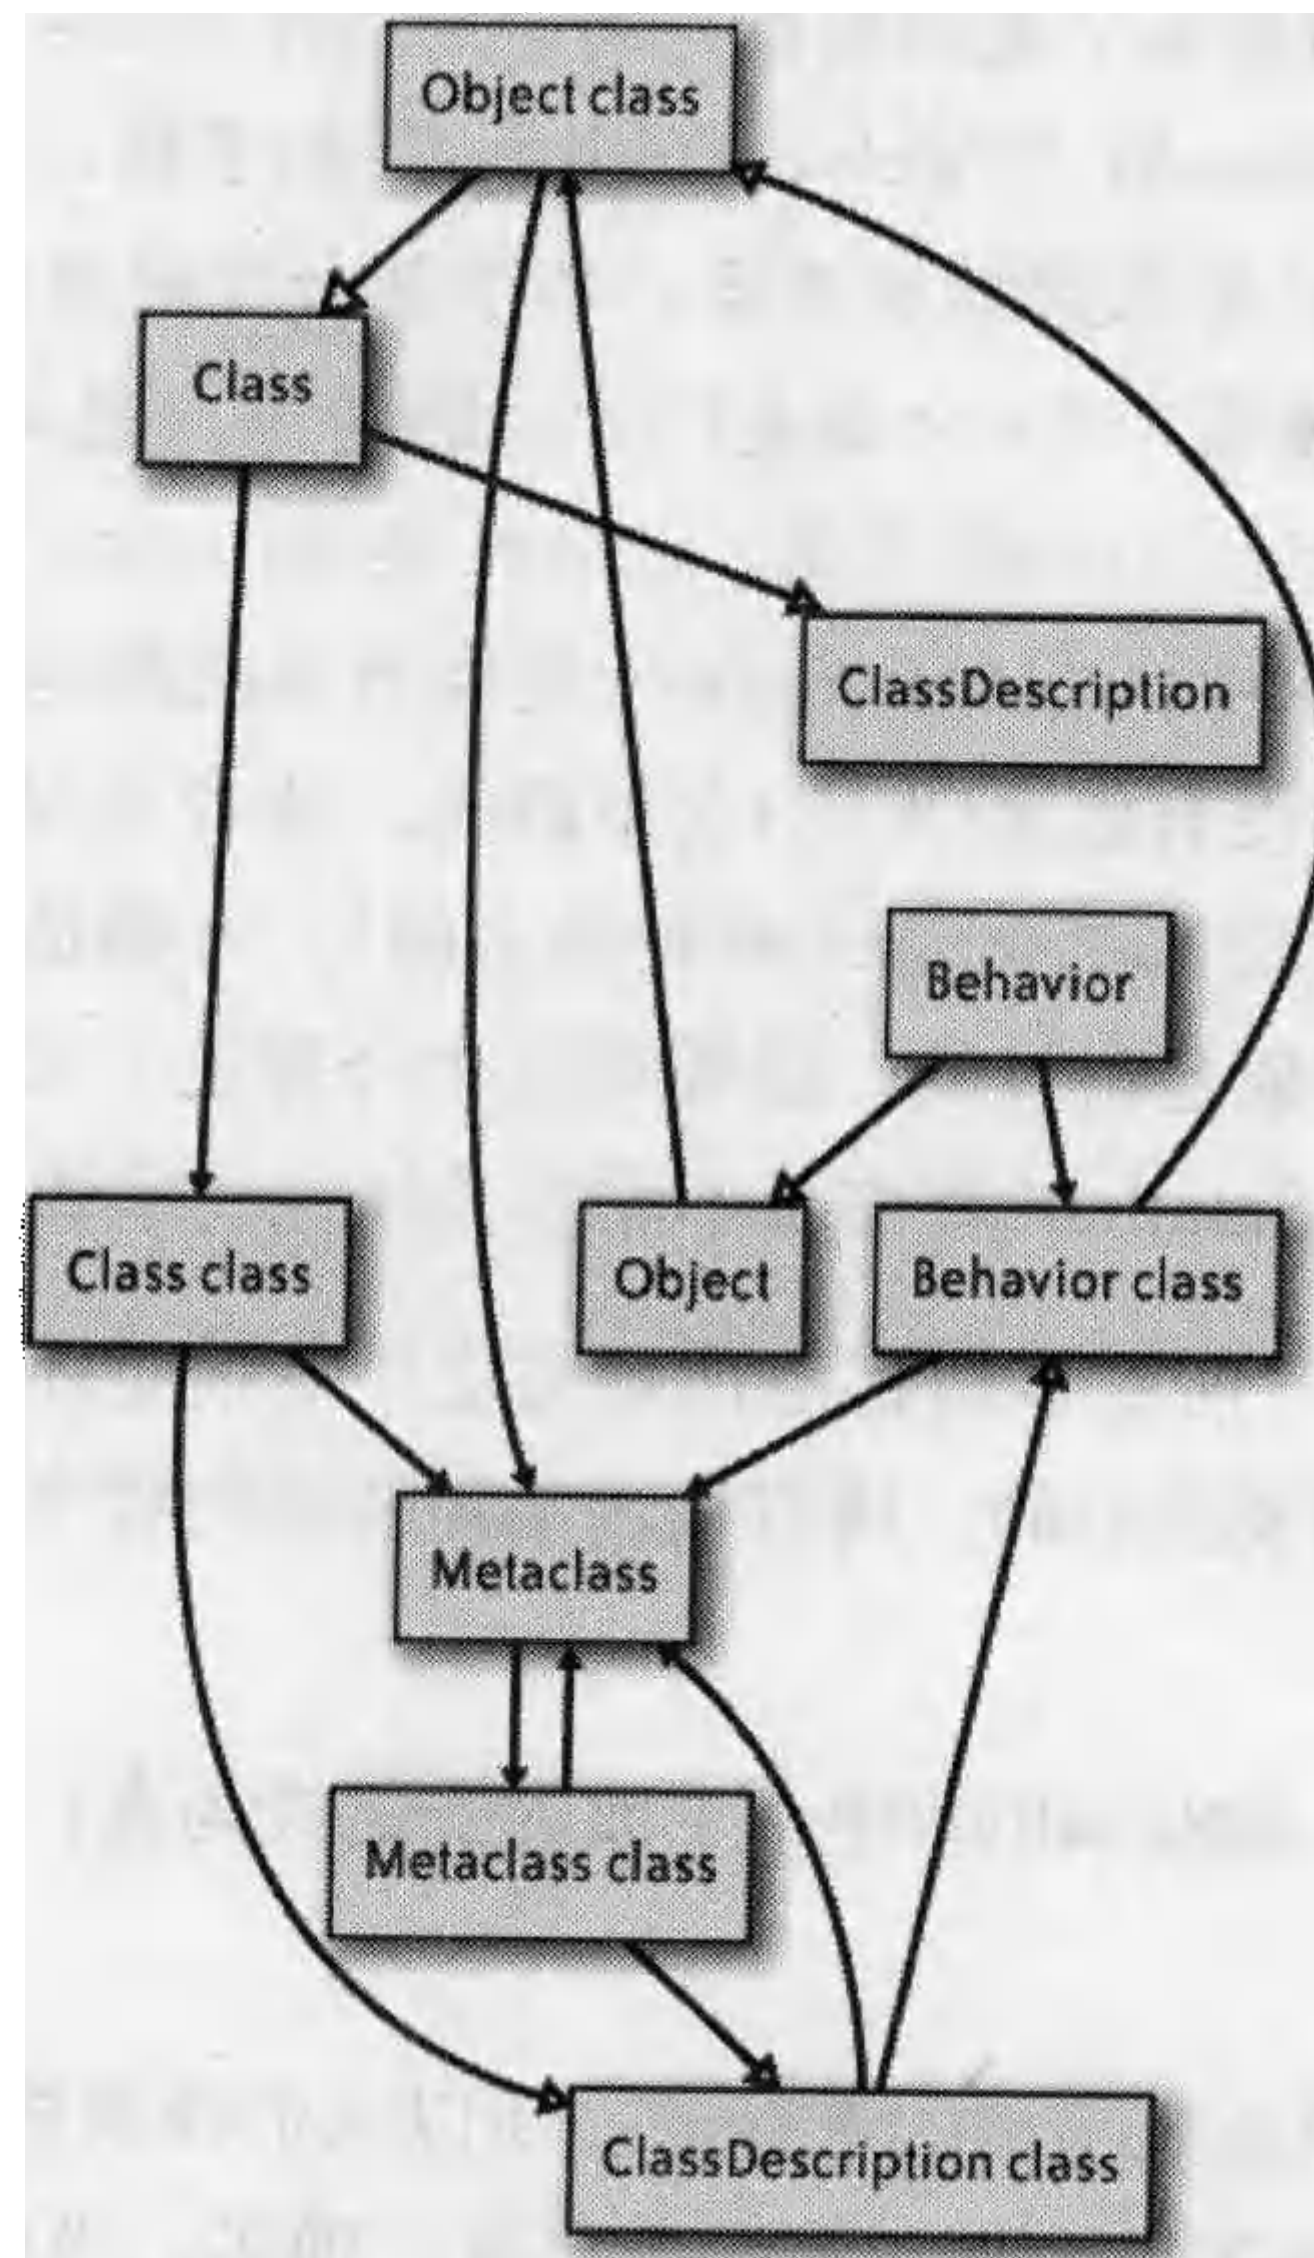 Object class
Class
ClassDescription
Behavior
Class class
Object
Behavior class
Metaclass
Metaclass class
ClassDescription class